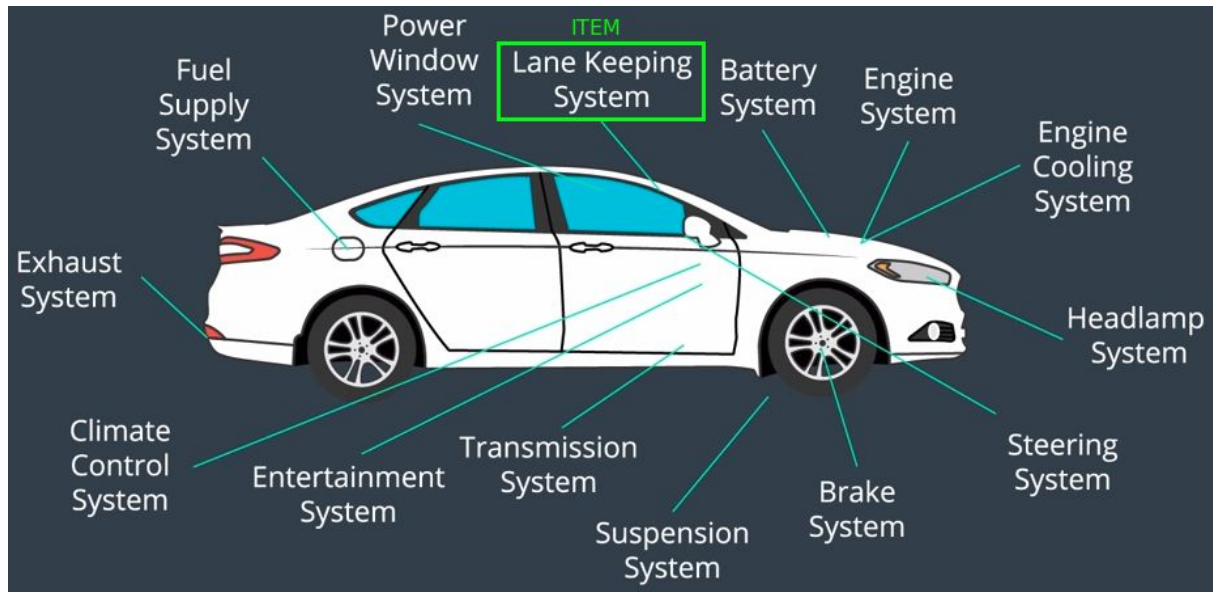 Power
Window
System
ITEM
Lane Keeping
System
Battery
System
Engine
System
Fuel
Supply
System
Engine
Cooling
System
Exhaust
System
Headlamp
System
Climate
Control
System
Entertainment
System
Transmission
System
Suspension
System
Brake
System
Steering
System